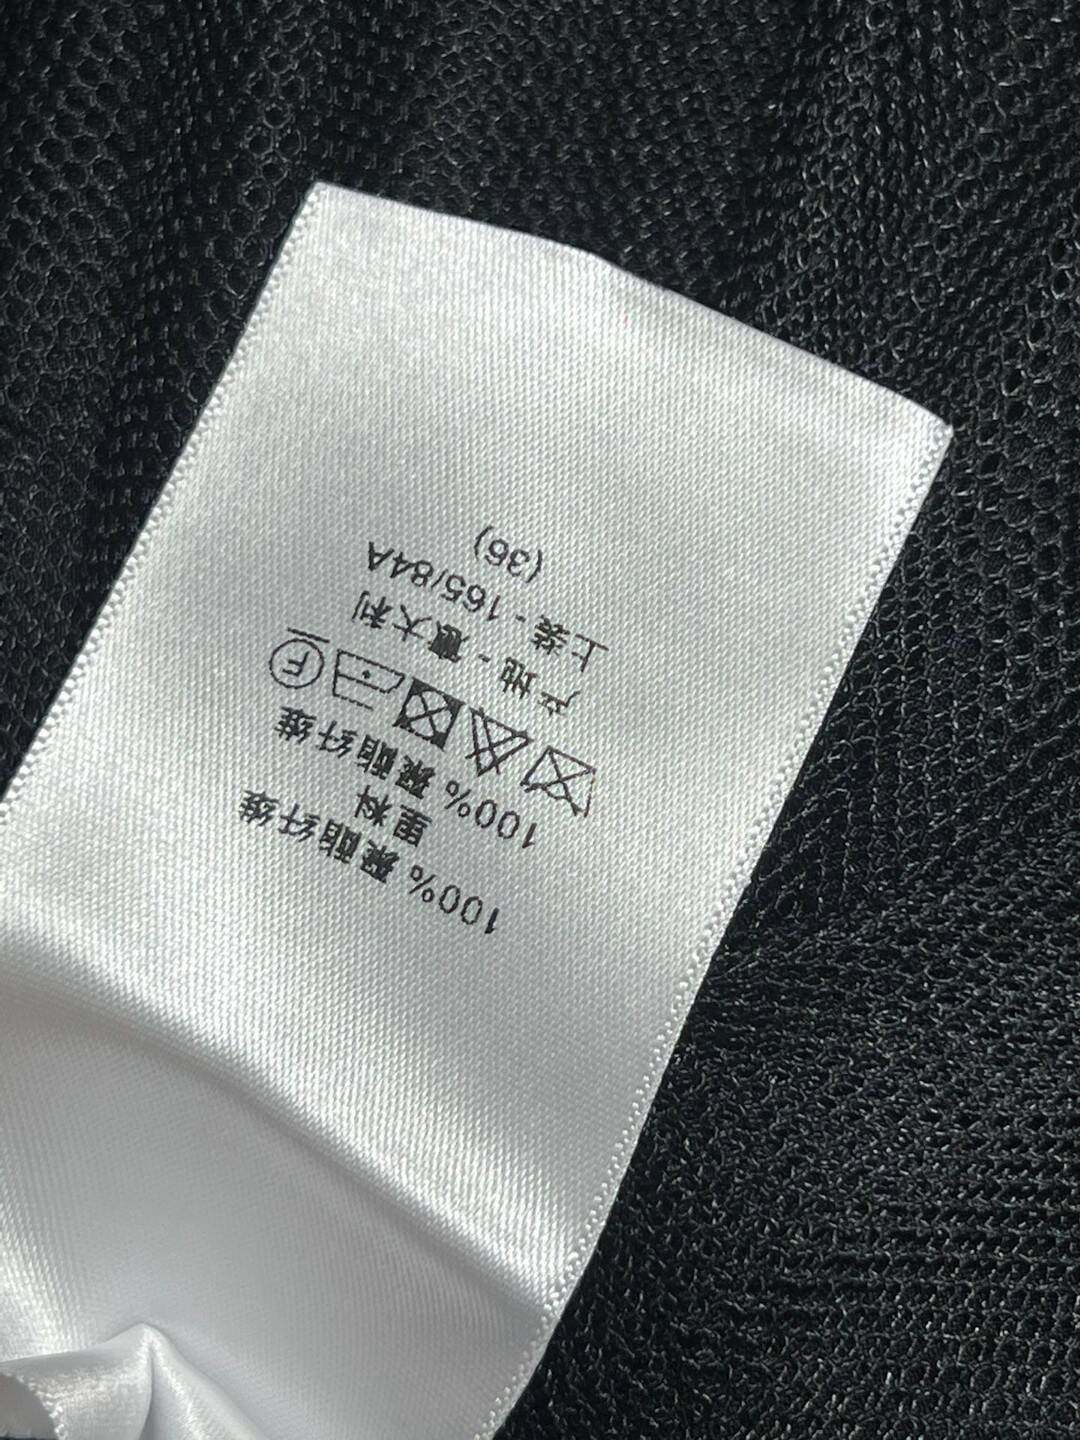 100% 聚酯纤维
里料
100% 聚酯纤维
F
产地 - 意大利
上装 - 165/84A
(36)